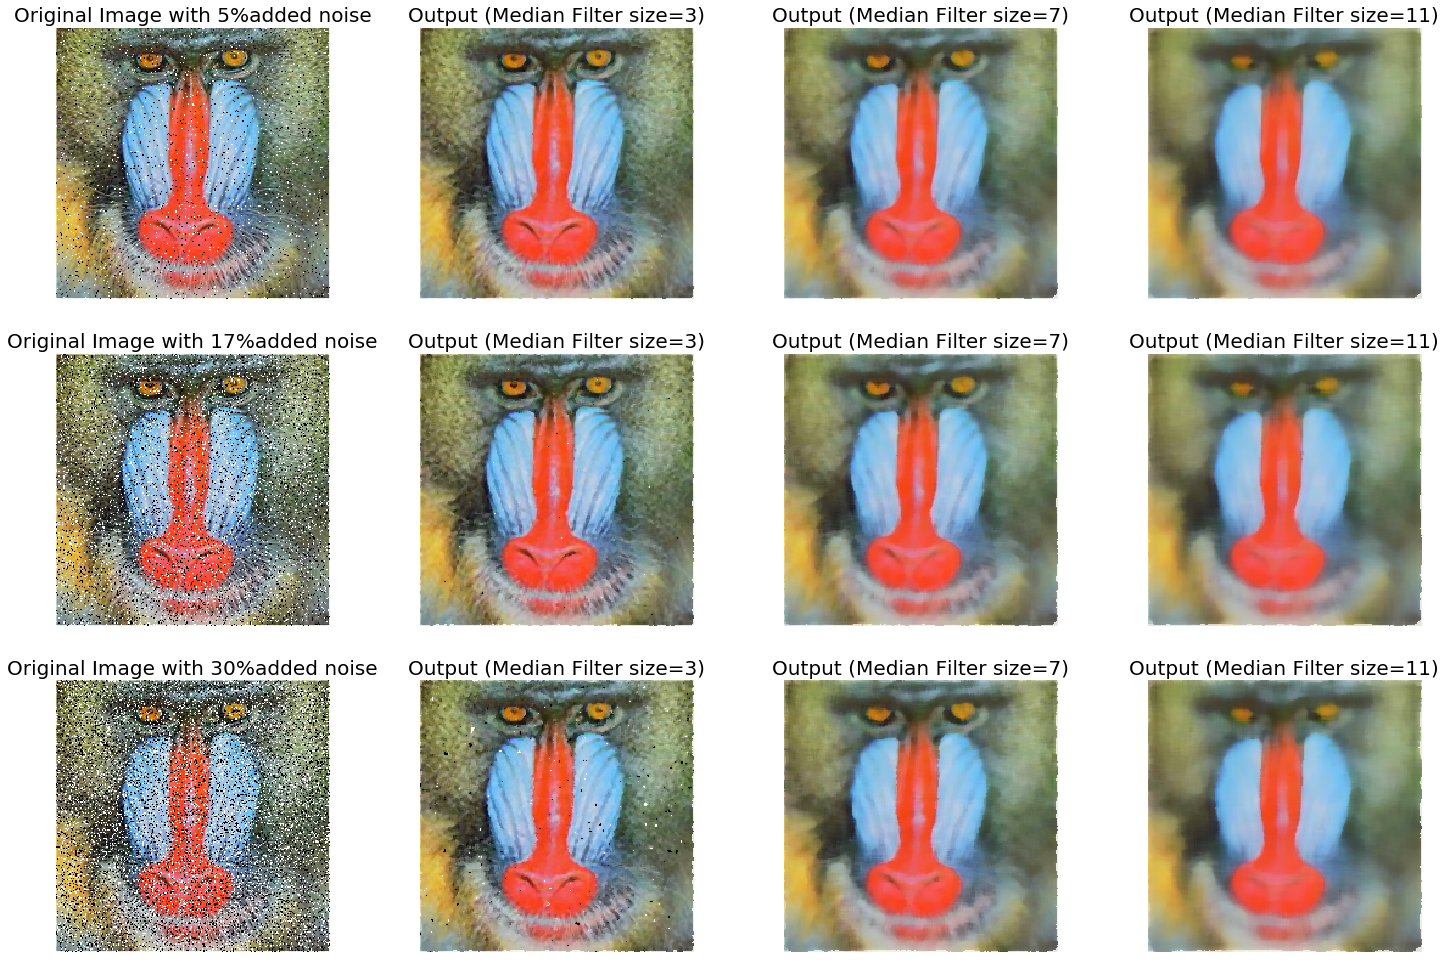 Original Image with 5%added noise
Output (Median Filter size=3)
Output (Median Filter size=7)
Output (Median Filter size=11)
Original Image with 17%added noise
Output (Median Filter size=3)
Output (Median Filter size=7)
Output (Median Filter size=11)
Original Image with 30%added noise
Output (Median Filter size=3)
Output (Median Filter size=7)
Output (Median Filter size=11)